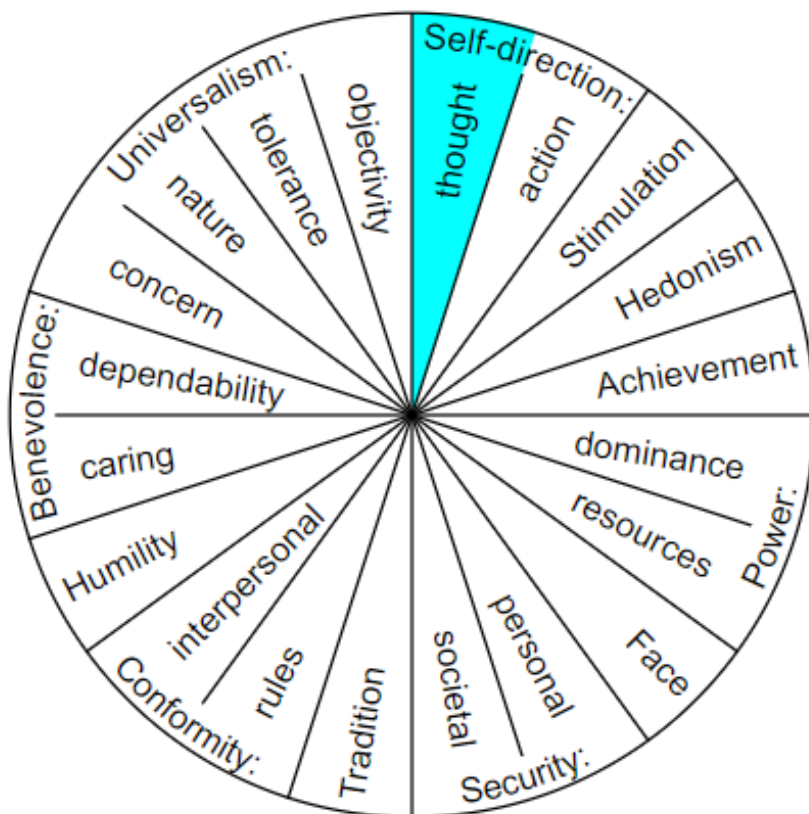 Self-direction:
thought
action
Stimulation
Hedonism
Achievement
Power:
dominance
resources
Face
Security:
personal
societal
Tradition
Conformity:
rules
interpersonal
Humility
Benevolence:
caring
dependability
Universalism:
concern
nature
tolerance
objectivity